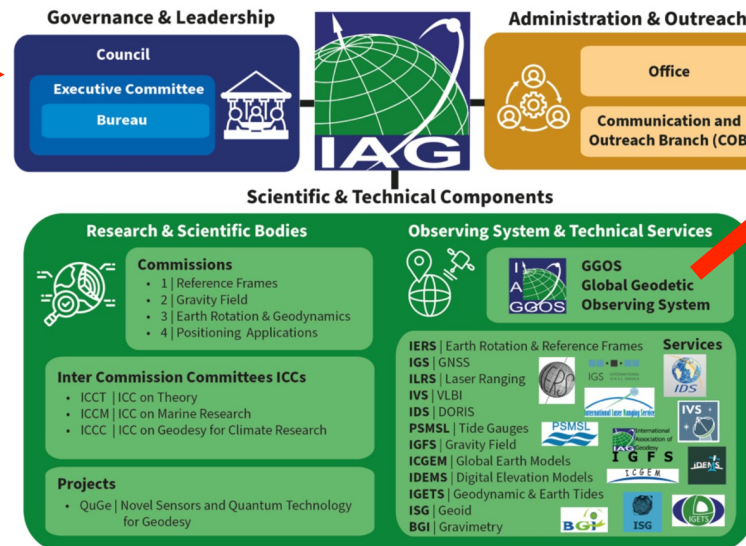 Governance & Leadership
Council
Executive Committee
Bureau
IAG
Administration & Outreach
Office
Communication and
Outreach Branch (COB
Scientific & Technical Components
Research & Scientific Bodies
Commissions
• 1 | Reference Frames
• 2 | Gravity Field
• 3 | Earth Rotation & Geodynamics
• 4 | Positioning Applications
Inter Commission Committees ICCs
• ICCT | ICC on Theory
• ICCM | ICC on Marine Research
• ICCC | ICC on Geodesy for Climate Research
Projects
• QuGe | Novel Sensors and Quantum Technology
for Geodesy
Observing System & Technical Services
I
A
G
GGOS
GGOS
Global Geodetic
Observing System
Services
IERS | Earth Rotation & Reference Frames
IGS | GNSS
ILRS | Laser Ranging
IVS | VLBI
IDS | DORIS
PSMSL | Tide Gauges
IGFS | Gravity Field
ICGEM | Global Earth Models
IDEMS | Digital Elevation Models
IGETS | Geodynamic & Earth Tides
ISG | Geoid
BGI | Gravimetry
IGS
IDS
International Laser Ranging Service
IVS
PSMSL
International
Association of
Geodesy
IAG
I G F S
ICGEM
IDEMS
BGI
ISG
IGETS